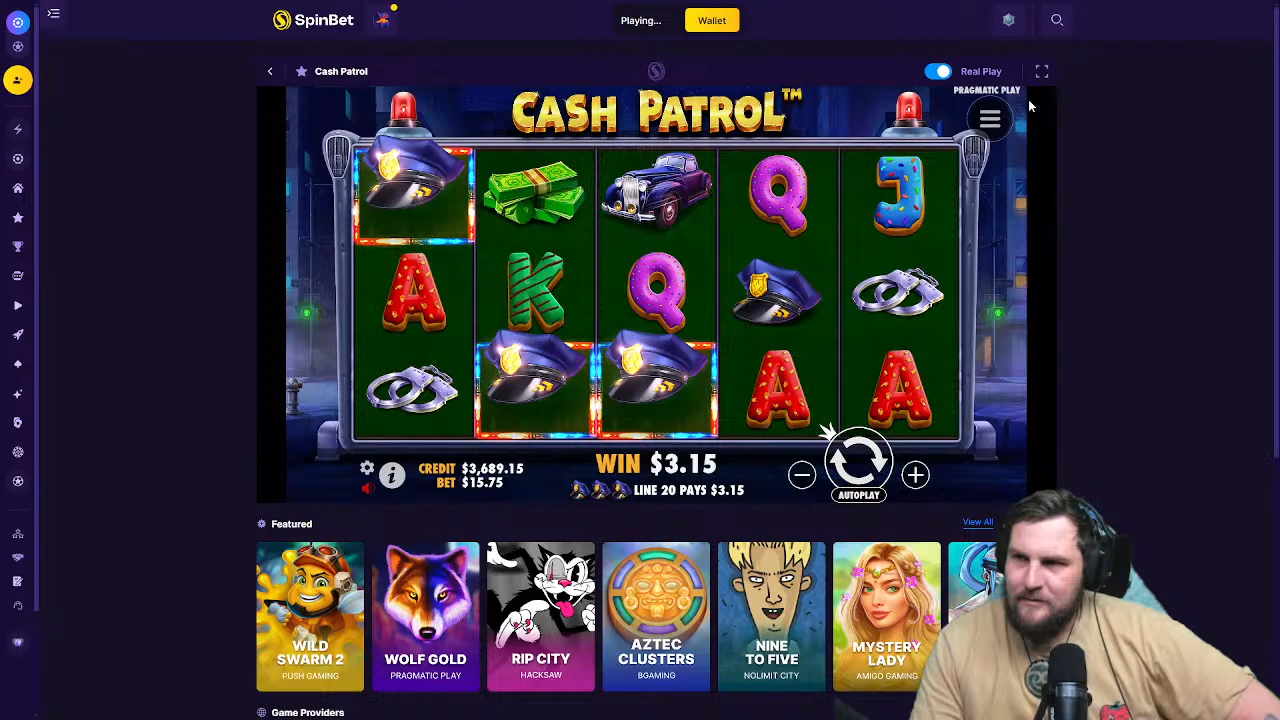 SpinBet
Playing...
Wallet
Cash Patrol
Real Play
PRAGMATIC PLAY
CASH PATROL™
Q
J
A
K
Q
A
A
CREDIT $3,689.15
BET $15.75
WIN $3.15
LINE 20 PAYS $3.15
AUTOPLAY
Featured
View All
WILD
SWARM 2
PUSH GAMING
WOLF GOLD
PRAGMATIC PLAY
RIP CITY
HACKSAW
AZTEC
CLUSTERS
BGAMING
NINE
TO FIVE
NOLIMIT CITY
MYSTERY
LADY
AMIGO GAMING
Game Providers